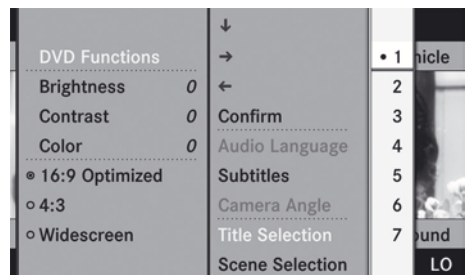 DVD Functions
Brightness 0
Contrast 0
Color 0
16:9 Optimized
4:3
Widescreen
↓
→
←
Confirm
Audio Language
Subtitles
Camera Angle
Title Selection
Scene Selection
• 1
2
3
4
5
6
7
hicle
und
LO